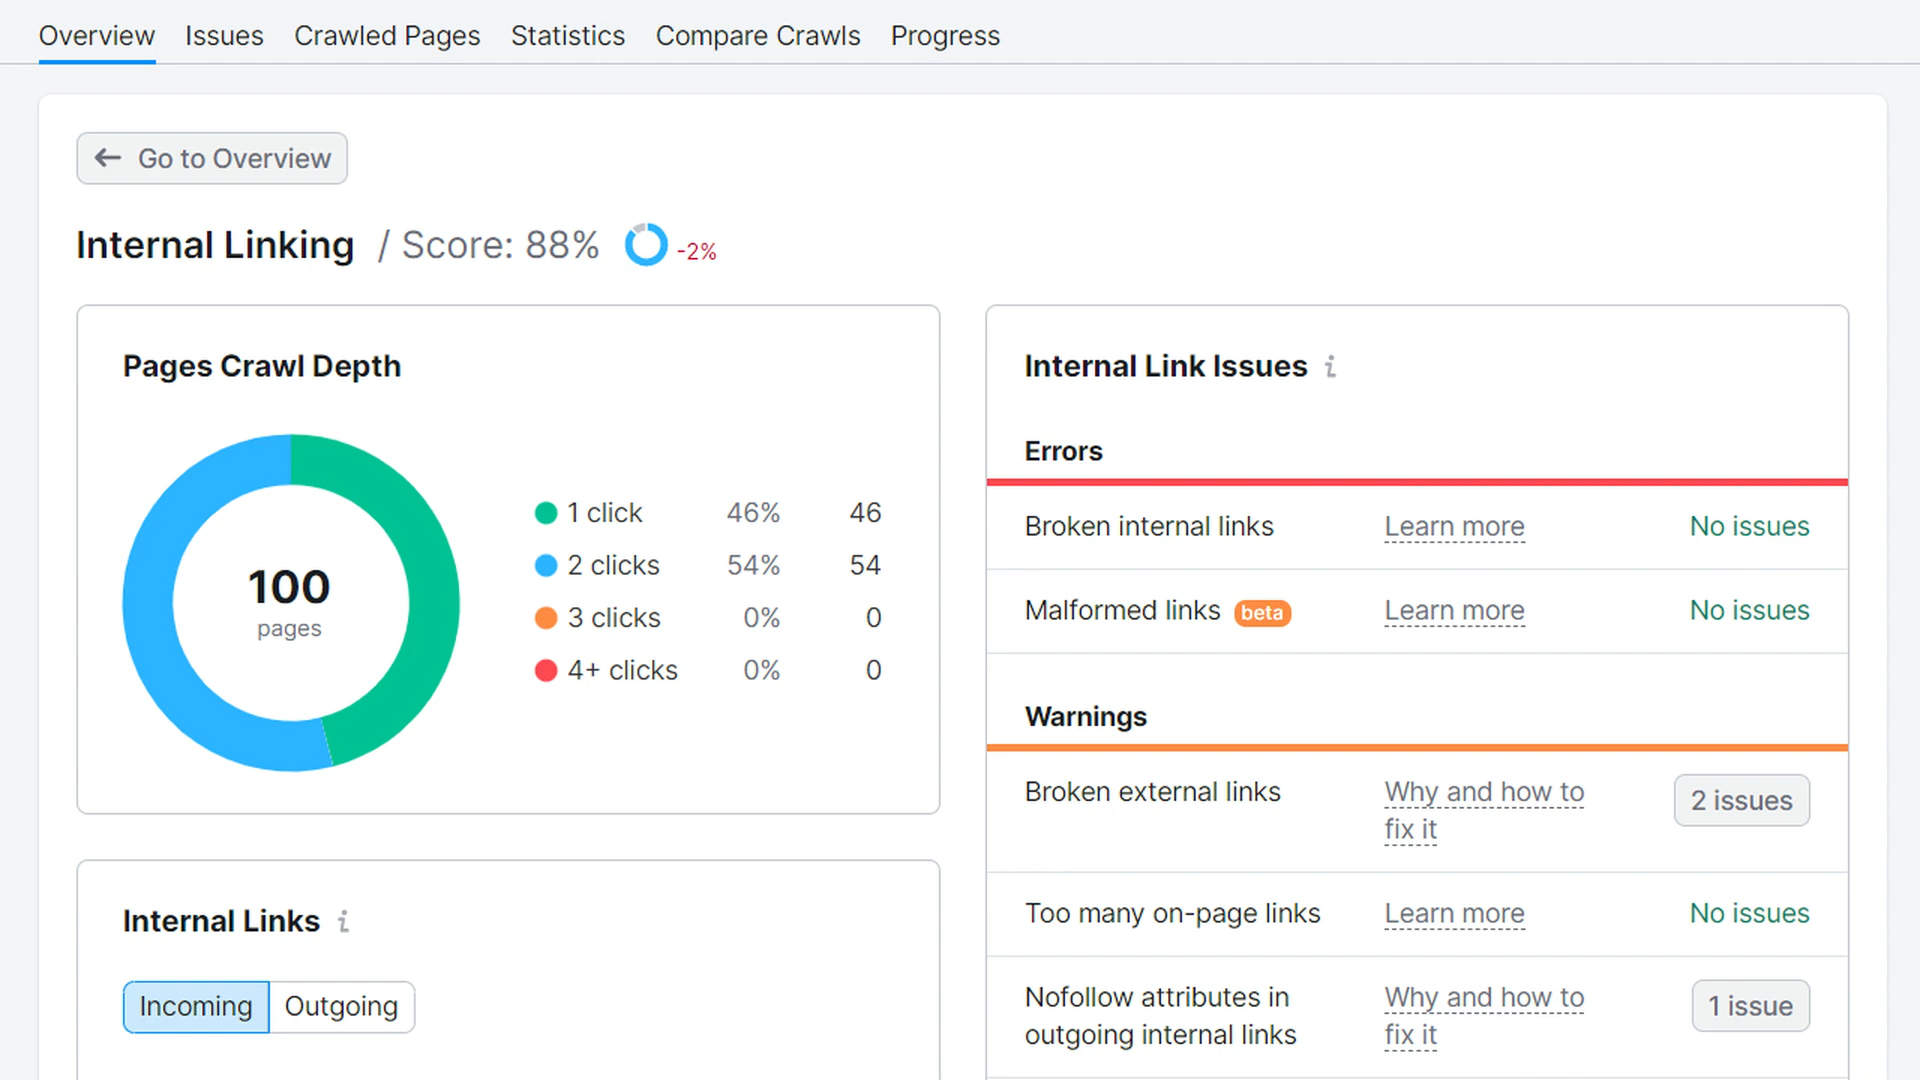 Overview Issues Crawled Pages Statistics Compare Crawls Progress
Go to Overview
Internal Linking / Score: 88% -2%
Pages Crawl Depth
100
pages
1 click 46% 46
2 clicks 54% 54
3 clicks 0% 0
4+ clicks 0% 0
Internal Links i
Incoming Outgoing
Internal Link Issues i
Errors
Broken internal links Learn more No issues
Malformed links beta Learn more No issues
Warnings
Broken external links Why and how to 2 issues
fix it
Too many on-page links Learn more No issues
Nofollow attributes in Why and how to 1 issue
outgoing internal links fix it